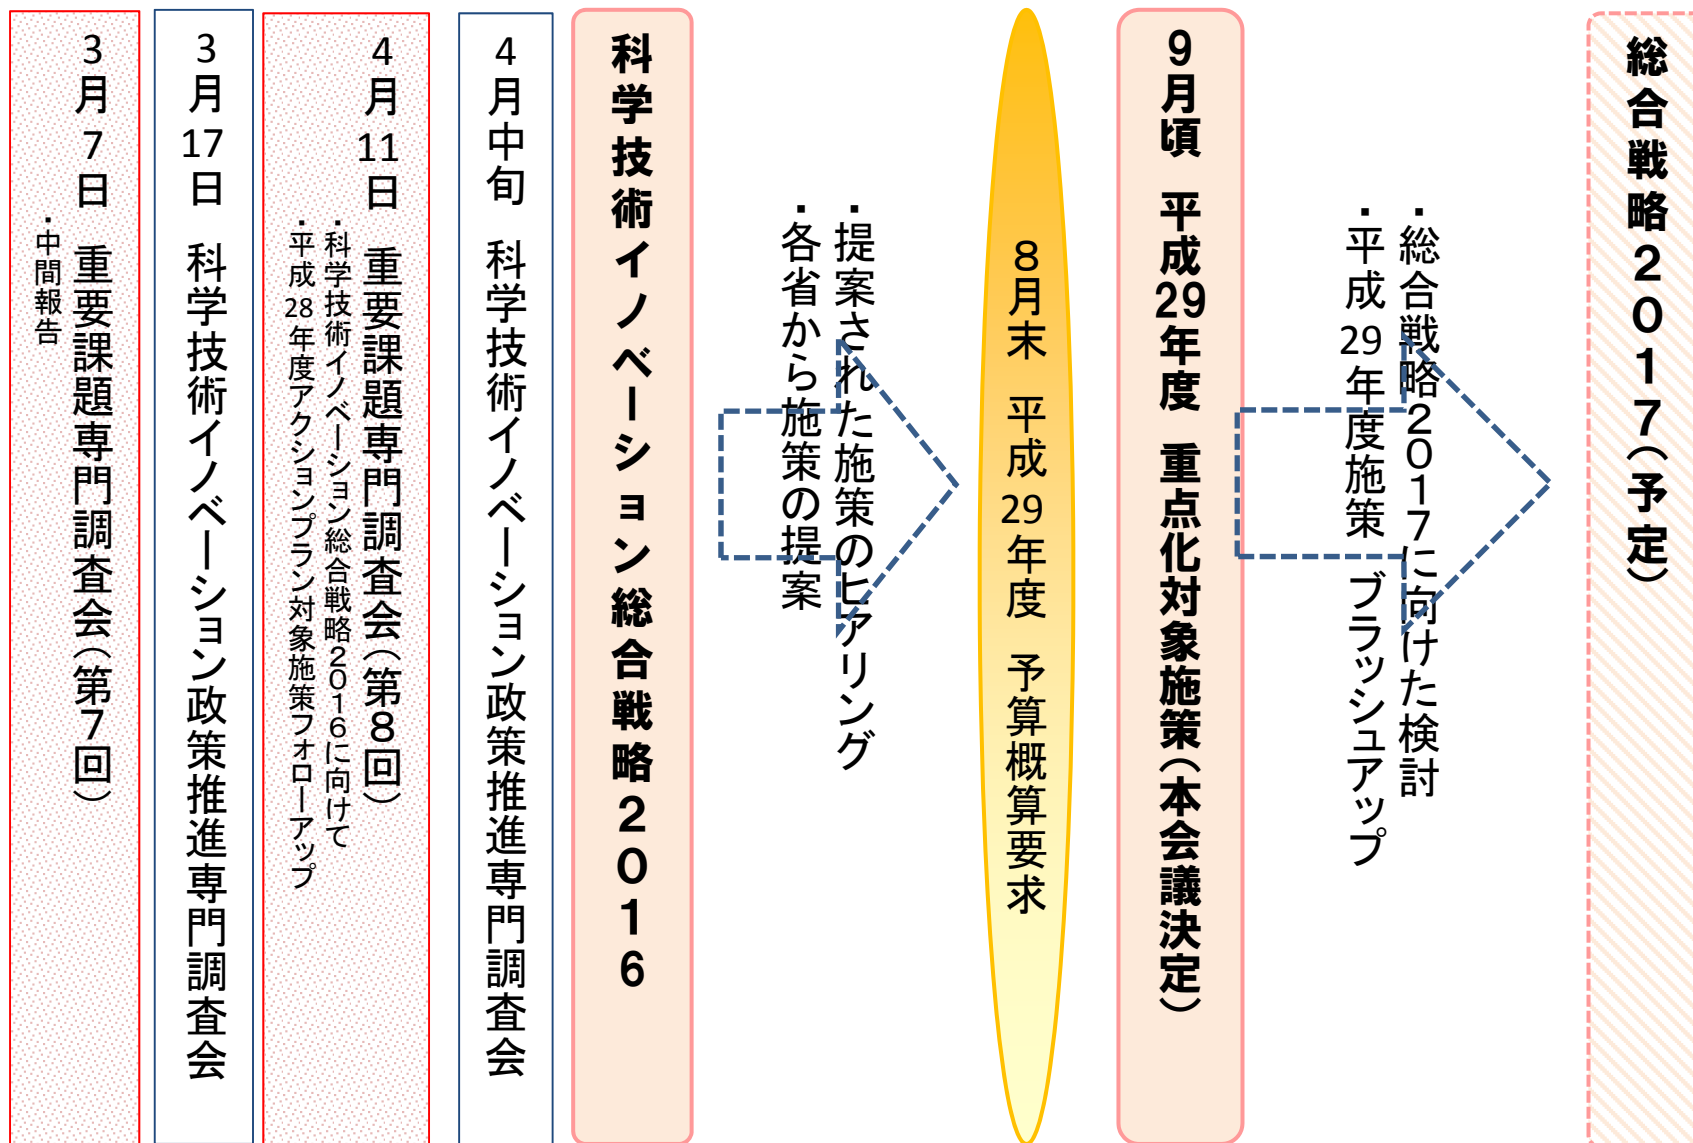 3月7日 重要課題専門調査会（第7回）
・中間報告
3月17日 科学技術イノベーション政策推進専門調査会
4月11日 重要課題専門調査会（第8回）
・科学技術イノベーション総合戦略2016に向けて
・平成28年度アクションプラン対象施策フォローアップ
4月中旬 科学技術イノベーション政策推進専門調査会
科学技術イノベーション総合戦略2016
・提案された施策のヒアリング
・各省から施策の提案
8月末 平成29年度 予算概算要求
9月頃 平成29年度 重点化対象施策（本会議決定）
・総合戦略2017に向けた検討
・平成29年度施策 ブラッシュアップ
総合戦略2017（予定）